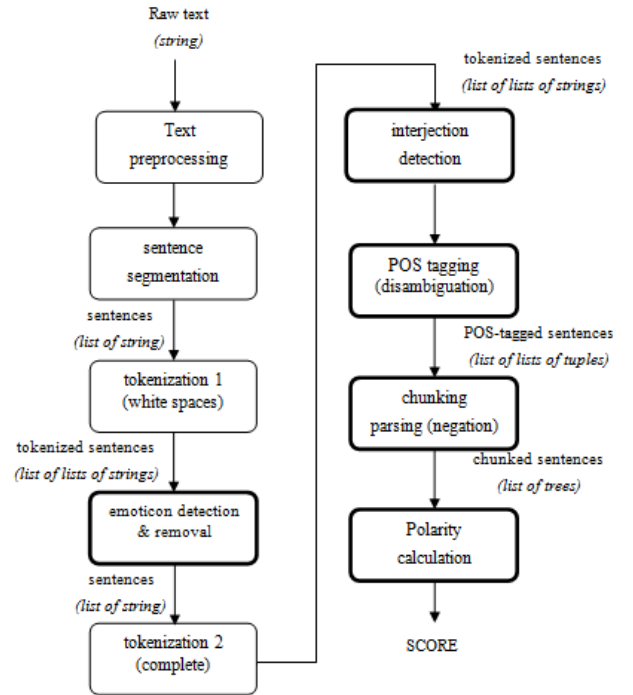 Raw text
(string)
Text
preprocessing
sentence
segmentation
sentences
(list of string)
tokenization 1
(white spaces)
tokenized sentences
(list of lists of strings)
emoticon detection
& removal
sentences
(list of string)
tokenization 2
(complete)
tokenized sentences
(list of lists of strings)
interjection
detection
POS tagging
(disambiguation)
POS-tagged sentences
(list of lists of tuples)
chunking
parsing (negation)
chunked sentences
(list of trees)
Polarity
calculation
SCORE